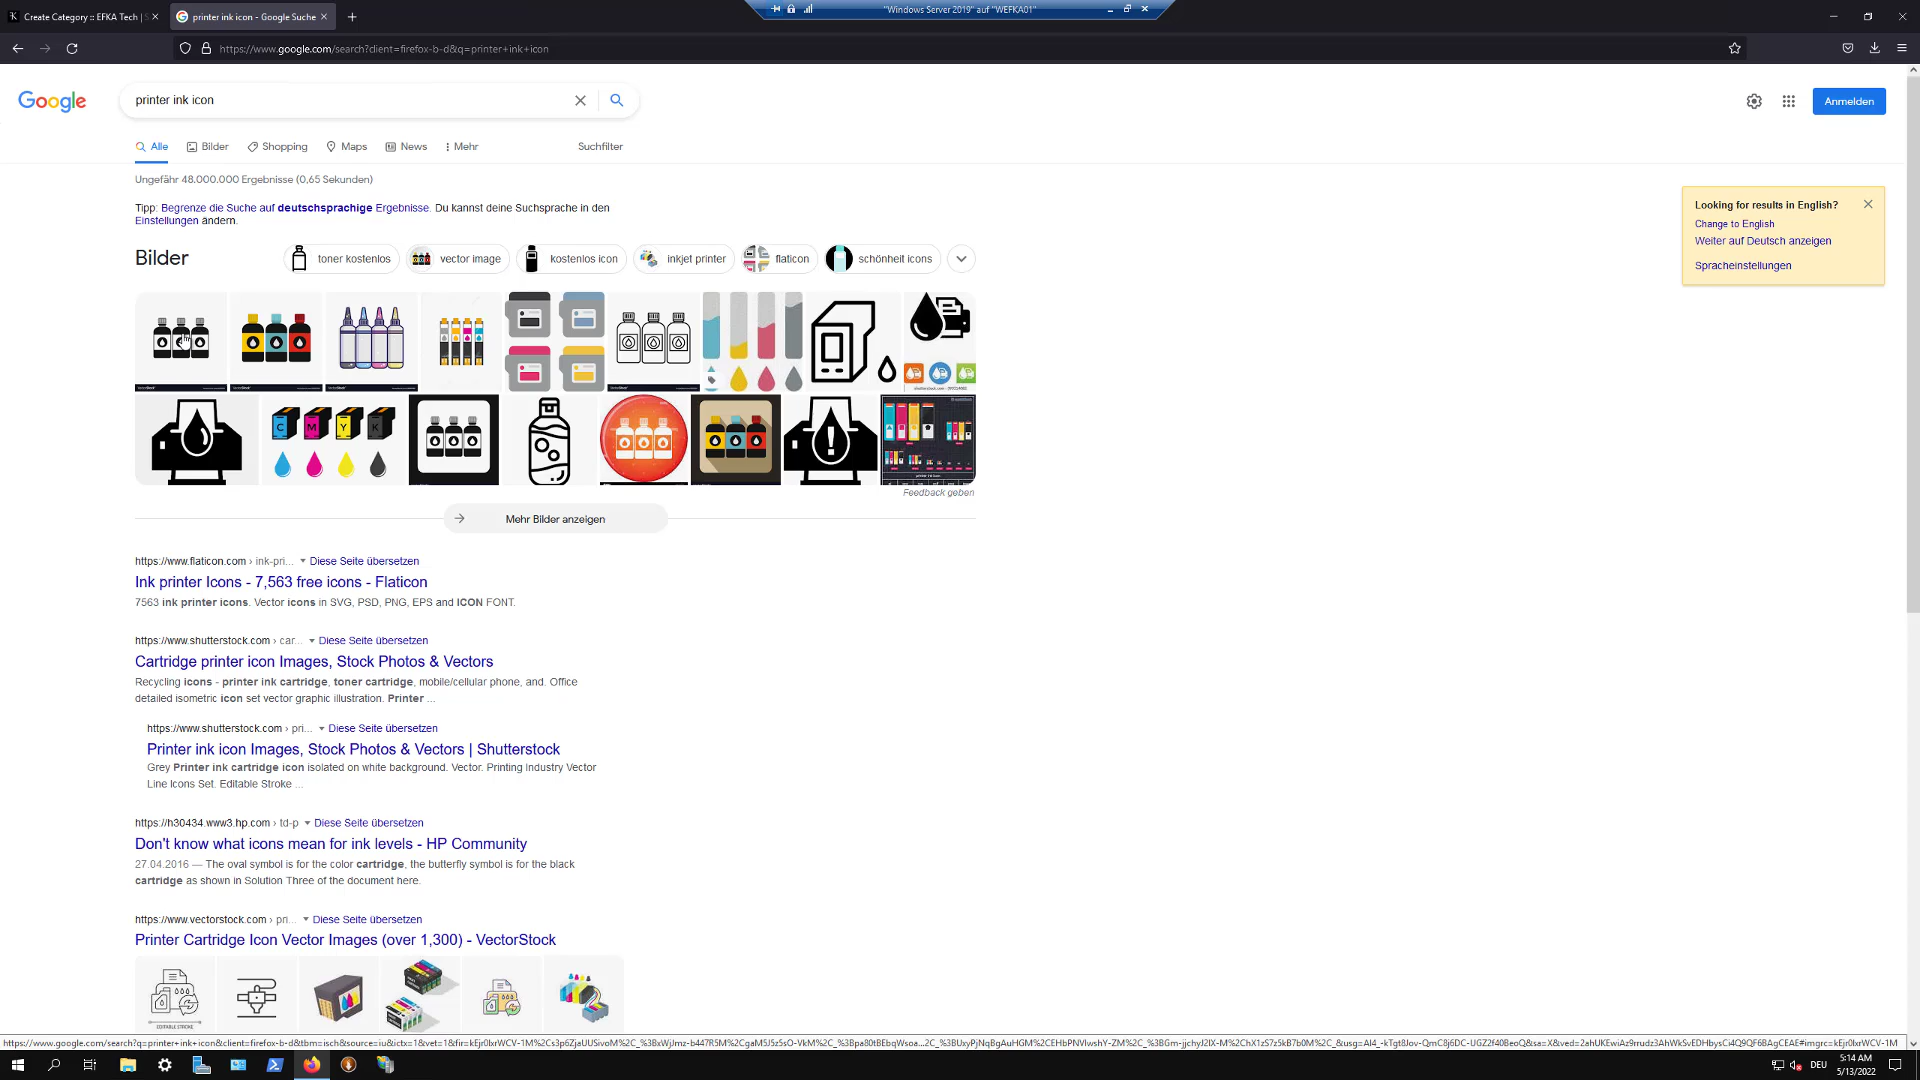 Create Category :: EFKA Tech | S
printer ink icon - Google Suche
"Windows Server 2019" auf "WEFKA01"
https://www.google.com/search?client=firefox-b-d&q=printer+ink+icon
Google
printer ink icon
Anmelden
Alle
Bilder
Shopping
Maps
News
Mehr
Suchfilter
Ungefähr 48.000.000 Ergebnisse (0,65 Sekunden)
Tipp: Begrenze die Suche auf deutschsprachige Ergebnisse. Du kannst deine Suchsprache in den
Einstellungen ändern.
Looking for results in English?
Change to English
Weiter auf Deutsch anzeigen
Spracheinstellungen
Bilder
toner kostenlos
vector image
kostenlos icon
inkjet printer
flaticon
schönheit icons
C M Y K
Feedback geben
Mehr Bilder anzeigen
https://www.flaticon.com › ink-pri... Diese Seite übersetzen
Ink printer Icons - 7,563 free icons - Flaticon
7563 ink printer icons. Vector icons in SVG, PSD, PNG, EPS and ICON FONT.
https://www.shutterstock.com › car... Diese Seite übersetzen
Cartridge printer icon Images, Stock Photos & Vectors
Recycling icons - printer ink cartridge, toner cartridge, mobile/cellular phone, and. Office
detailed isometric icon set vector graphic illustration. Printer ...
https://www.shutterstock.com › pri... Diese Seite übersetzen
Printer ink icon Images, Stock Photos & Vectors | Shutterstock
Grey Printer ink cartridge icon isolated on white background. Vector. Printing Industry Vector
Line Icons Set. Editable Stroke ...
https://h30434.www3.hp.com › td-p Diese Seite übersetzen
Don't know what icons mean for ink levels - HP Community
27.04.2016 — The oval symbol is for the color cartridge, the butterfly symbol is for the black
cartridge as shown in Solution Three of the document here.
https://www.vectorstock.com › pri... Diese Seite übersetzen
Printer Cartridge Icon Vector Images (over 1,300) - VectorStock
EDITABLE STROKE
DEU
5:14 AM
5/13/2022